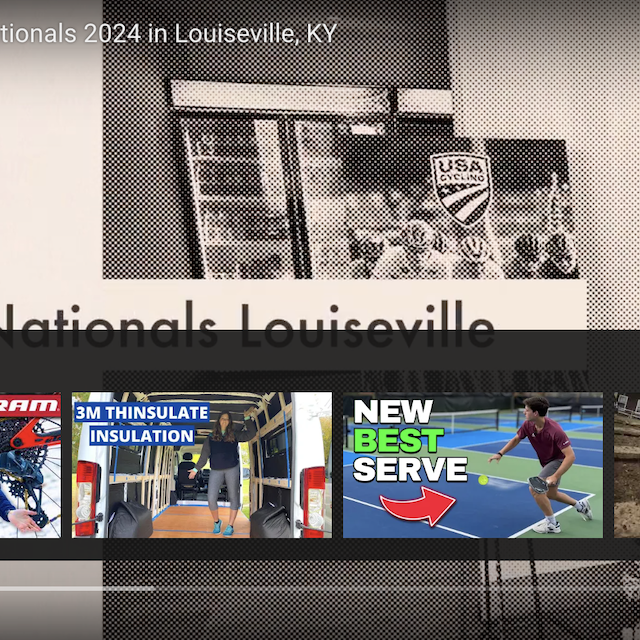 tionals 2024 in Louiseville, KY
USA
CYCLING
Nationals Louiseville
RAM
3M THINSULATE
INSULATION
NEW
BEST
SERVE